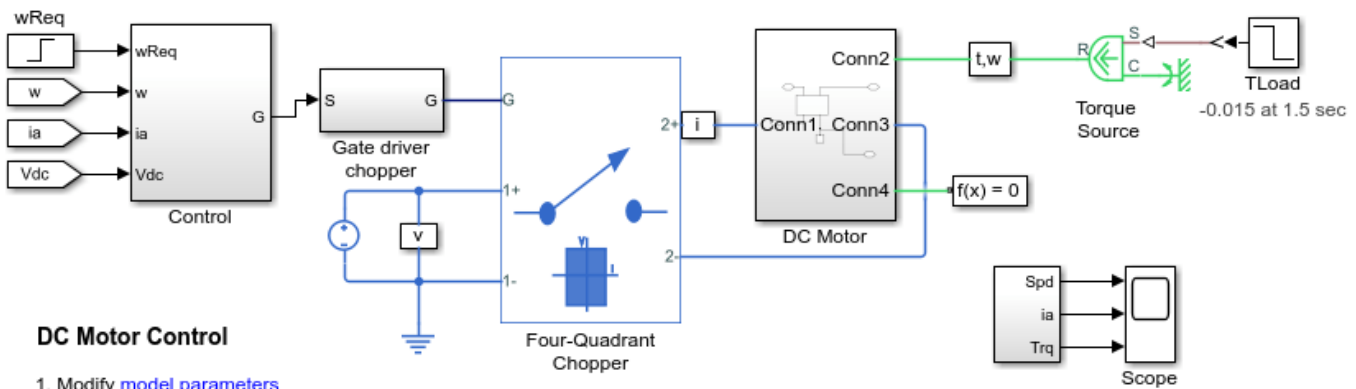 wReq
wReq
w
w
ia
ia
Vdc
Vdc
G
Control
S
G
Gate driver
chopper
G
1+
1-
2+
2-
v
V
I
Four-Quadrant
Chopper
i
Conn1
Conn2
Conn3
Conn4
DC Motor
t,w
f(x) = 0
R
S
C
Torque
Source
TLoad
-0.015 at 1.5 sec
Spd
ia
Trq
Scope
DC Motor Control
1. Modify model parameters